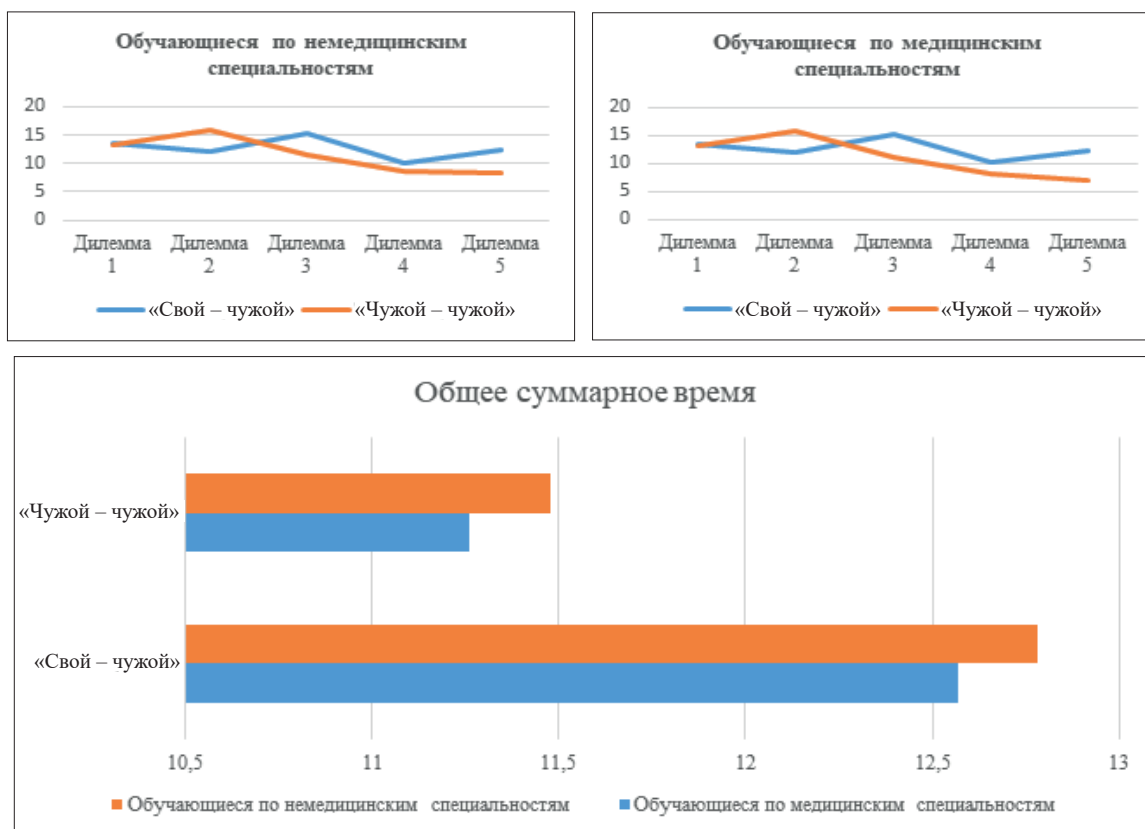 Обучающиеся по немедицинским
специальностям
20
15
10
5
0
Дилемма Дилемма Дилемма Дилемма Дилемма
1 2 3 4 5
«Свой – чужой» «Чужой – чужой»
Обучающиеся по медицинским
специальностям
20
15
10
5
0
Дилемма Дилемма Дилемма Дилемма Дилемма
1 2 3 4 5
«Свой – чужой» «Чужой – чужой»
Общее суммарное время
«Чужой – чужой»
«Свой – чужой»
10,5 11 11,5 12 12,5 13
Обучающиеся по немедицинским специальностям Обучающиеся по медицинским специальностям